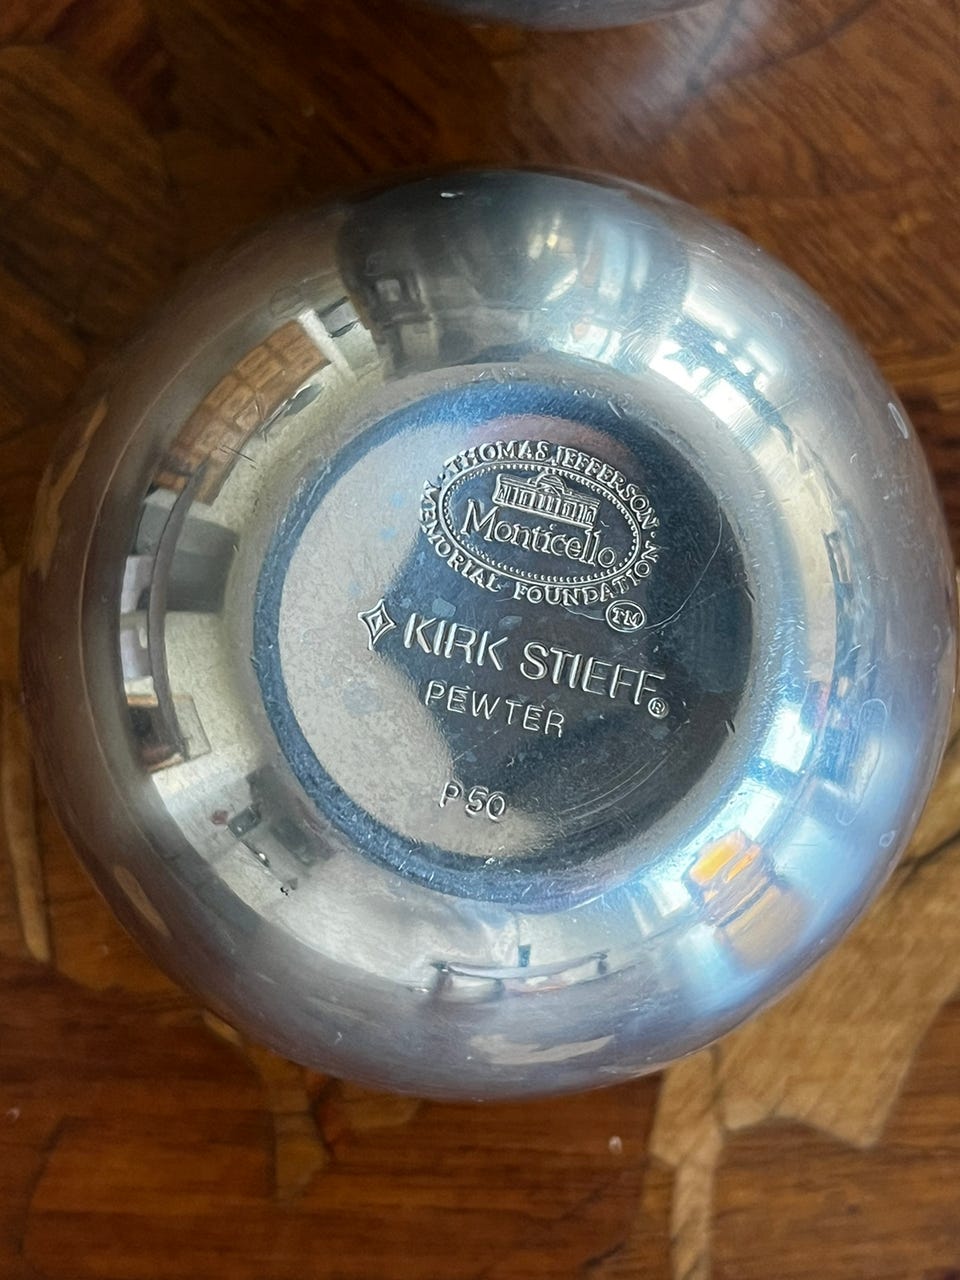 THOMAS JEFFERSON
Monticello
MEMORIAL FOUNDATION
TM
KIRK STIEFF®
PEWTER
P50